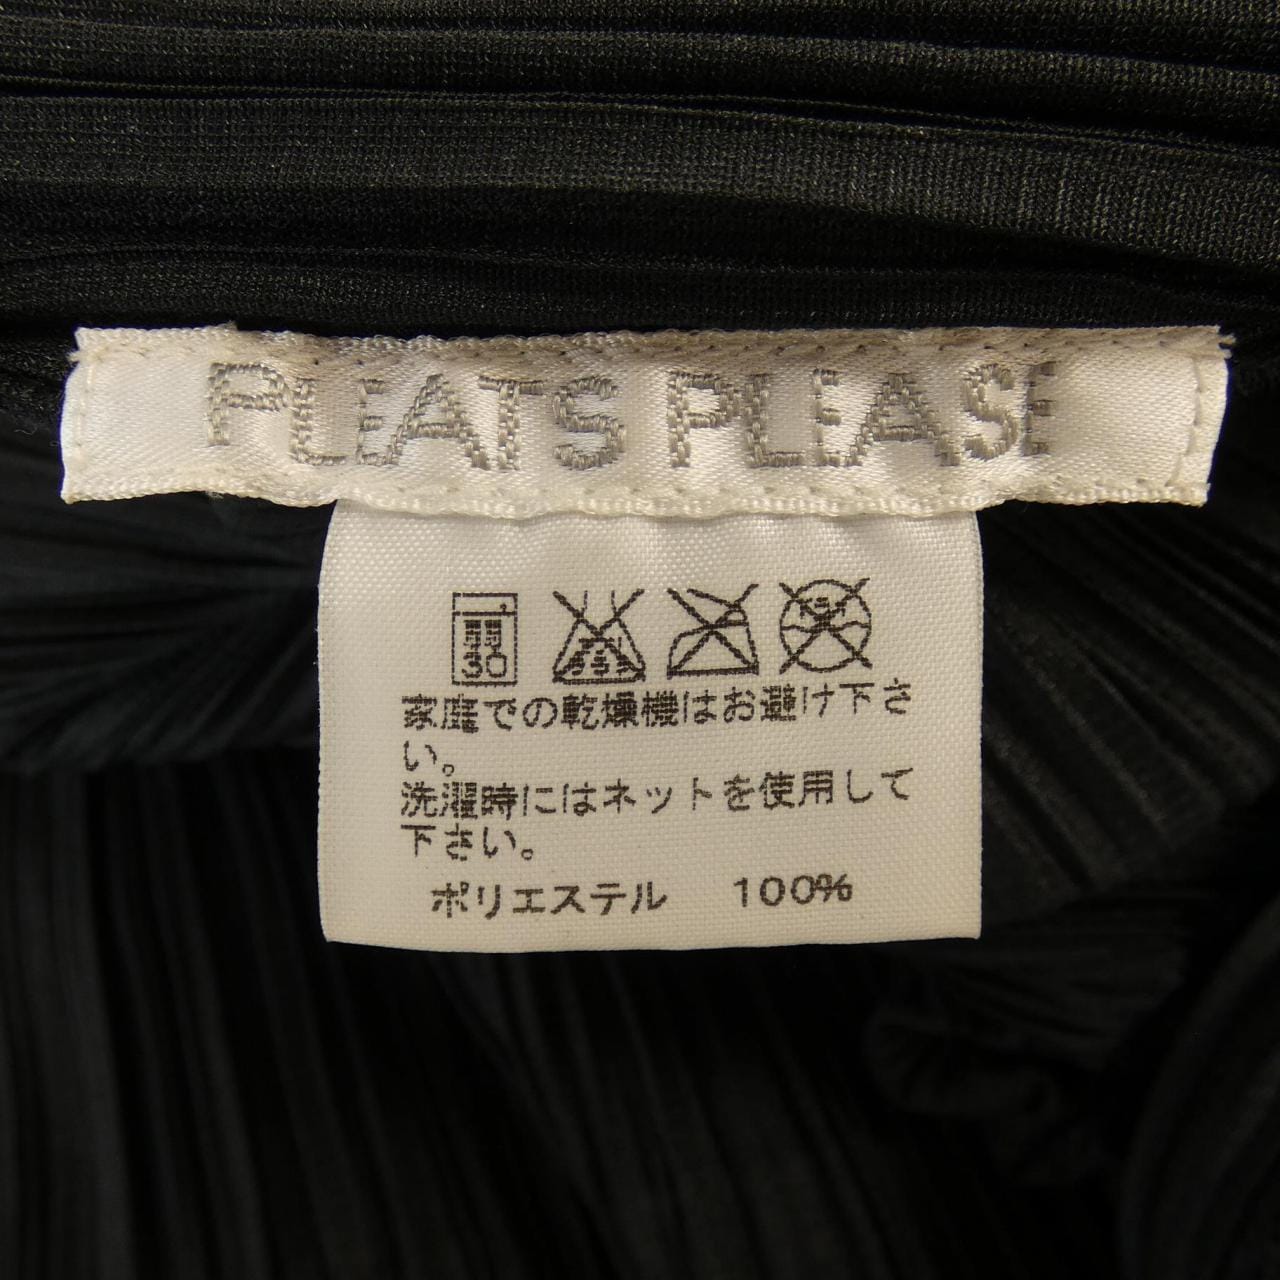 PLEATS PLEASE
弱
30
家庭での乾燥機はお避け下さ
い。
洗濯時にはネットを使用して
下さい。
ポリエステル 100%